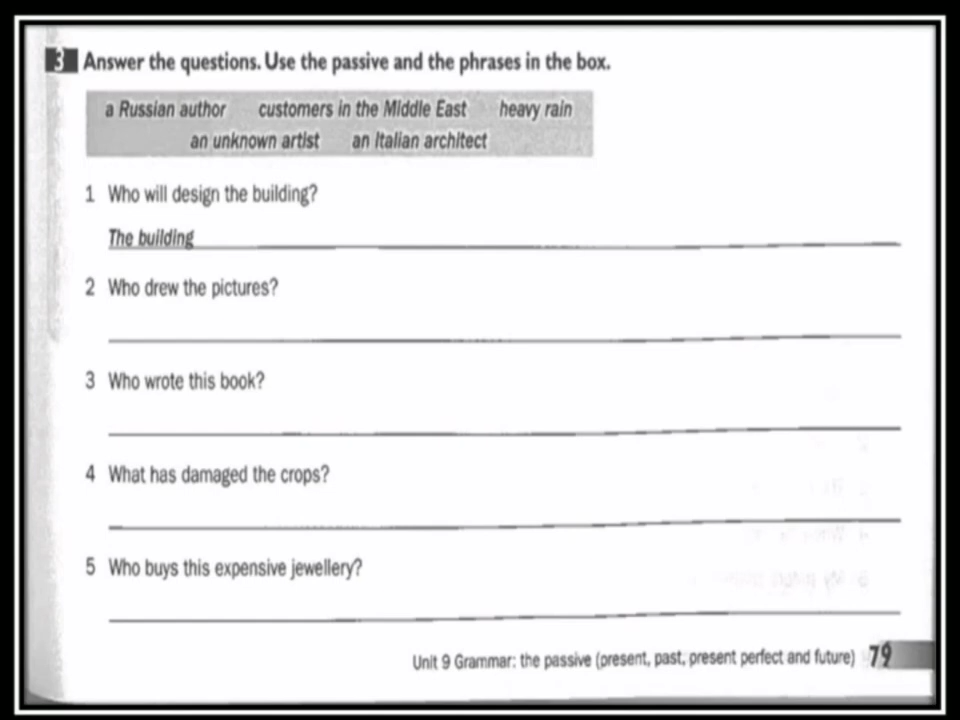 3 Answer the questions. Use the passive and the phrases in the box.
a Russian author customers in the Middle East heavy rain
an unknown artist an Italian architect
1 Who will design the building?
The building
2 Who drew the pictures?
3 Who wrote this book?
4 What has damaged the crops?
5 Who buys this expensive jewellery?
Unit 9 Grammar: the passive (present, past, present perfect and future) 79